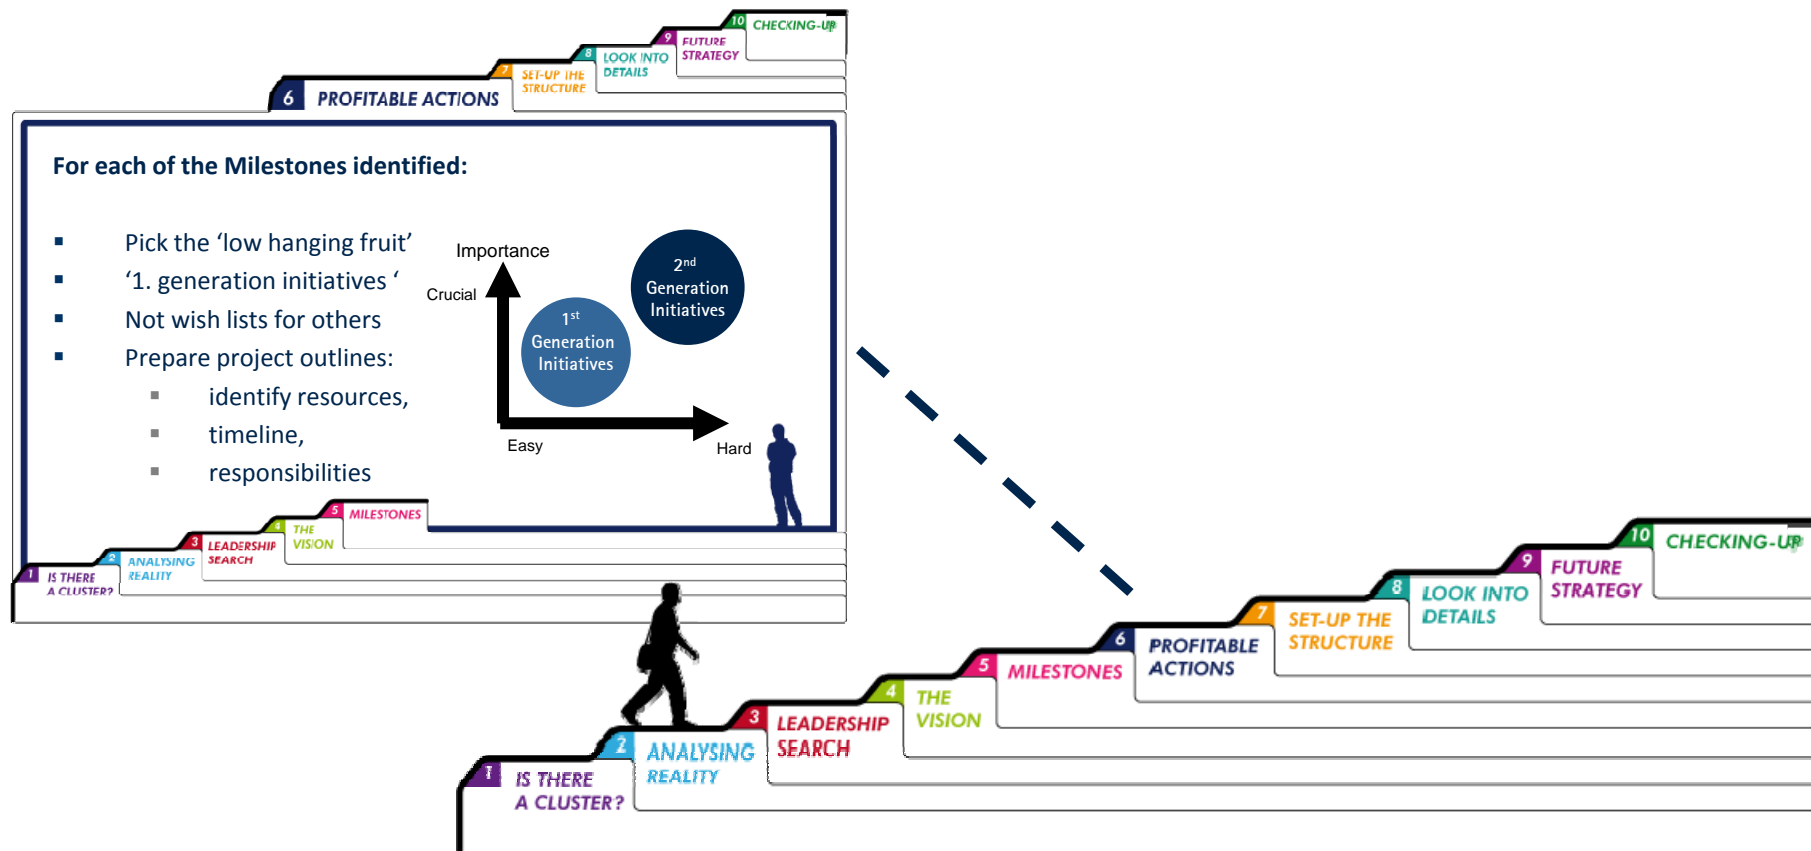 10 CHECKING-UP
9 FUTURE
STRATEGY
8 LOOK INTO
DETAILS
7 SET-UP THE
STRUCTURE
6 PROFITABLE ACTIONS
For each of the Milestones identified:
▪ Pick the ‘low hanging fruit’
▪ ‘1. generation initiatives ‘
▪ Not wish lists for others
▪ Prepare project outlines:
▪ identify resources,
▪ timeline,
▪ responsibilities
Importance
Crucial
1st
Generation
Initiatives
2nd
Generation
Initiatives
Easy
Hard
5 MILESTONES
4 THE
VISION
3 LEADERSHIP
SEARCH
2 ANALYSING
REALITY
1 IS THERE
A CLUSTER?
10 CHECKING-UP
9 FUTURE
STRATEGY
8 LOOK INTO
DETAILS
7 SET-UP THE
STRUCTURE
6 PROFITABLE
ACTIONS
5 MILESTONES
4 THE
VISION
3 LEADERSHIP
SEARCH
2 ANALYSING
REALITY
1 IS THERE
A CLUSTER?